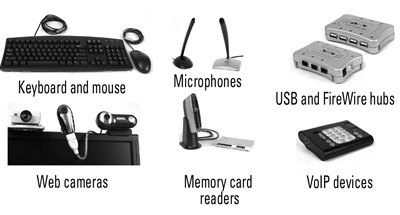 Keyboard and mouse
Microphones
USB and FireWire hubs
Web cameras
Memory card
readers
VoIP devices